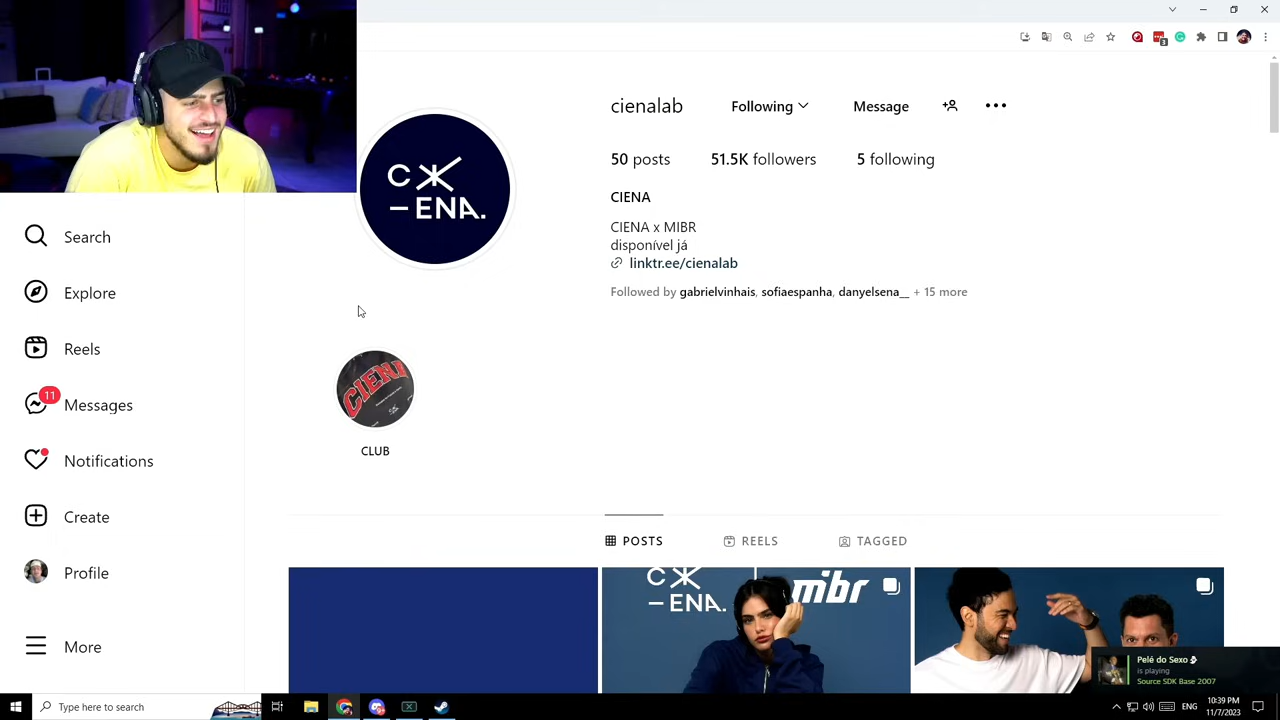 cienalab
Following
Message
50 posts
51.5K followers
5 following
CIENA
CIENA x MIBR
disponível já
linktr.ee/cienalab
Followed by gabrielvinhais, sofiaespanha, danyelsena__ + 15 more
C ENA.
Search
Explore
Reels
11
Messages
Notifications
Create
Profile
More
CIENA
CLUB
POSTS
REELS
TAGGED
C
ENA.
mibr
Pelé do Sexo
is playing
Source SDK Base 2007
Type here to search
ENG
10:39 PM
11/7/2023
3